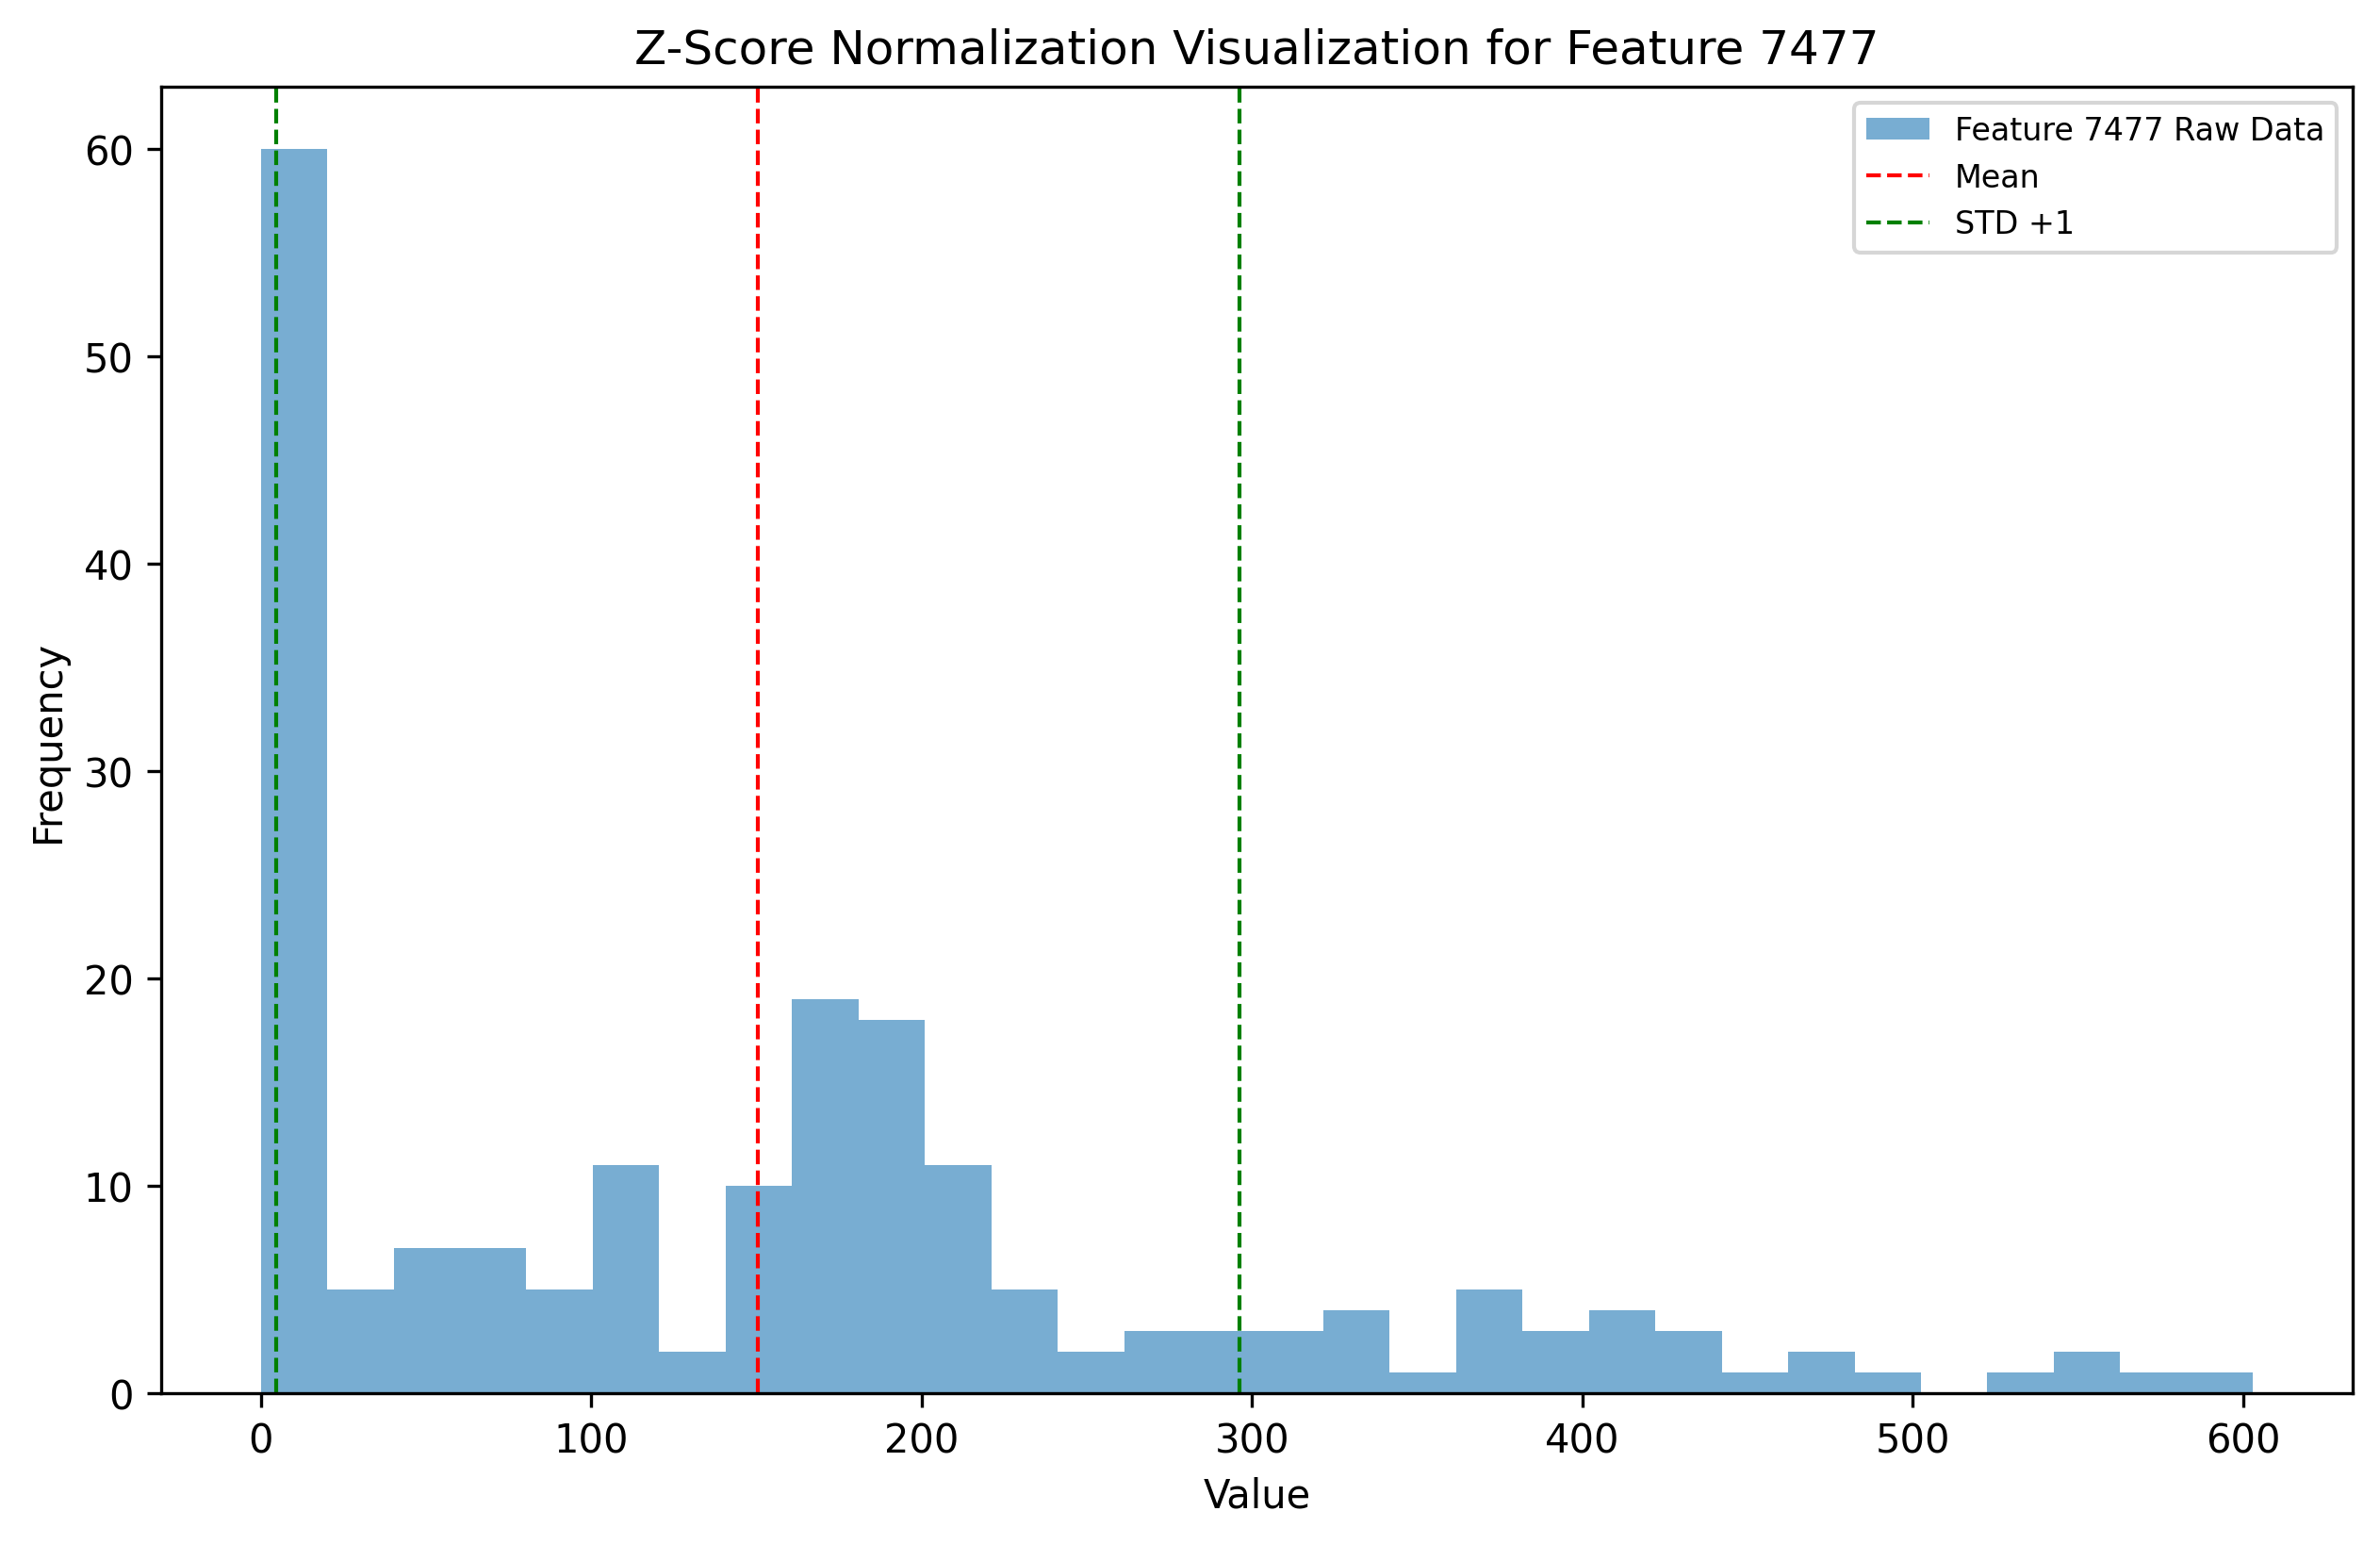 Z-Score Normalization Visualization for Feature 7477
Feature 7477 Raw Data
Mean
STD +1
Frequency
60
50
40
30
20
10
0
0 100 200 300 400 500 600
Value